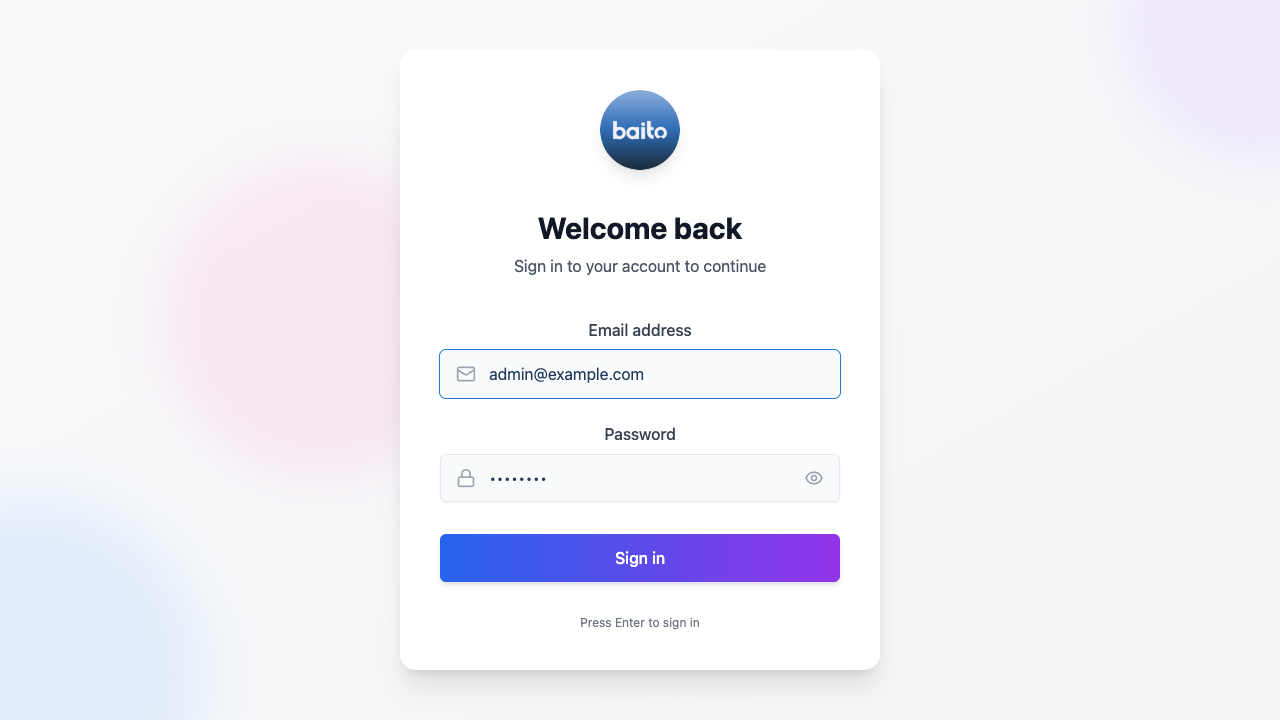 baito
Welcome back
Sign in to your account to continue
Email address
admin@example.com
Password
••••••••
Sign in
Press Enter to sign in